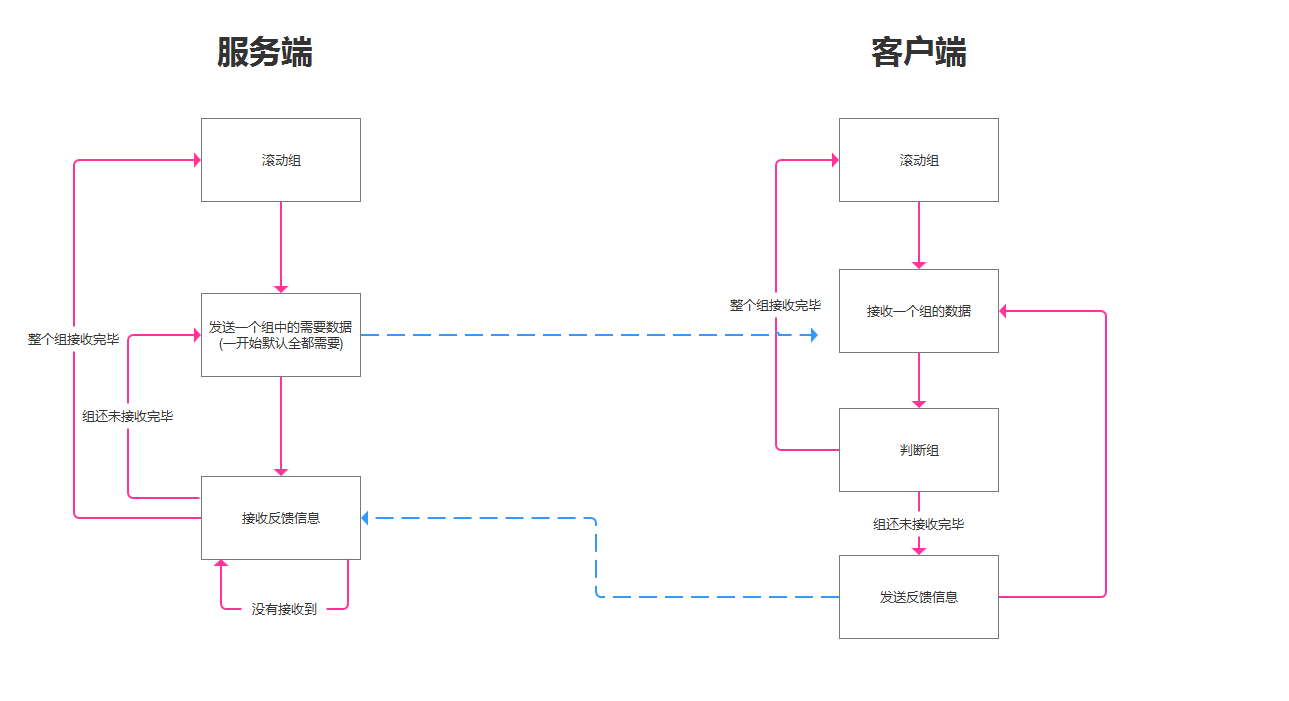 服务端
客户端
滚动组
滚动组
整个组接收完毕
接收一个组的数据
发送一个组中的需要数据
(一开始默认全都需要)
整个组接收完毕
组还未接收完毕
判断组
接收反馈信息
组还未接收完毕
发送反馈信息
没有接收到